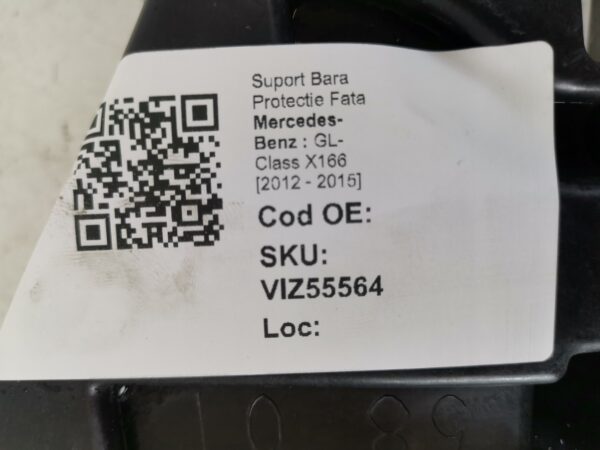 Suport Bara
Protectie Fata
Mercedes-
Benz : GL-
Class X166
[2012 - 2015]
Cod OE:
SKU:
VIZ55564
Loc: